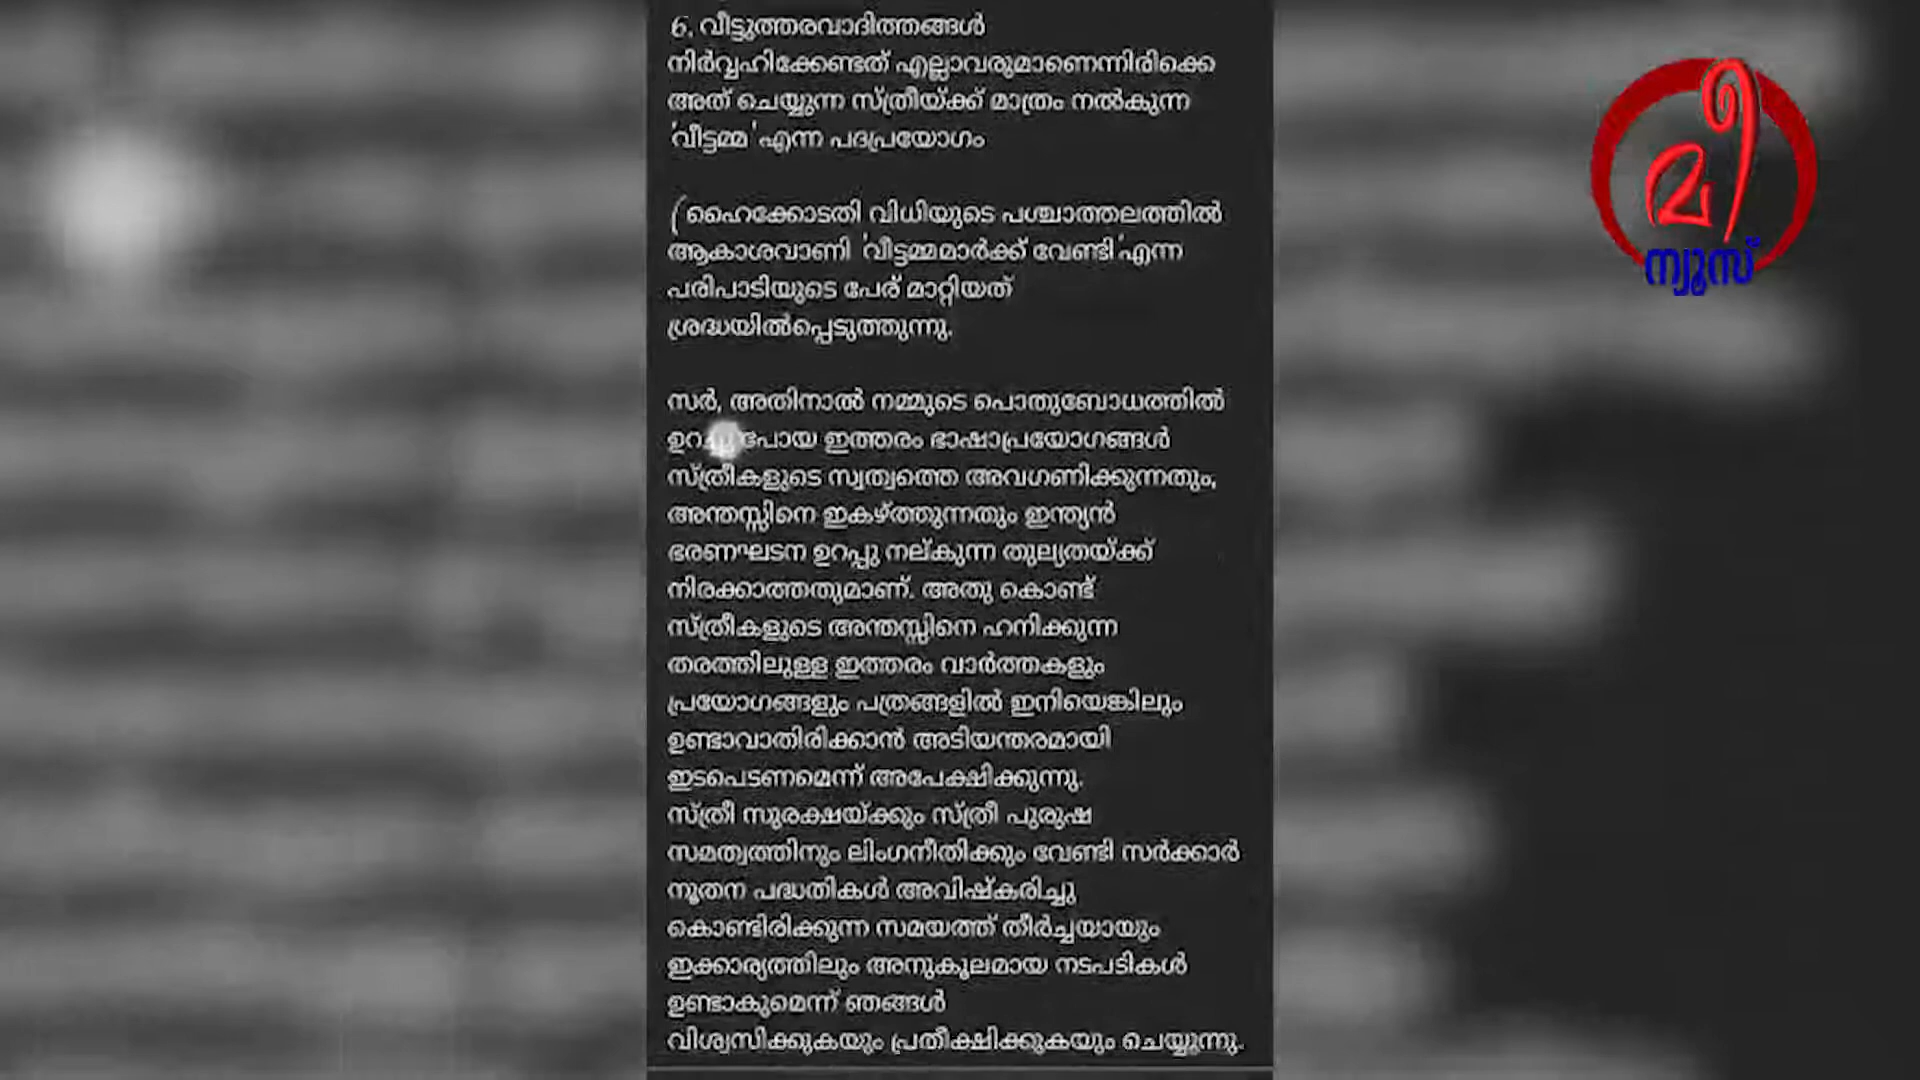 6. വീട്ടുത്തരവാദിത്തങ്ങൾ
നിർവ്വഹിക്കേണ്ടത് എല്ലാവരുമാണെന്നിരിക്കെ
അത് ചെയ്യുന്ന സ്ത്രീയ്ക്ക് മാത്രം നൽകുന്ന
'വീട്ടമ്മ' എന്ന പദപ്രയോഗം
(ഹൈക്കോടതി വിധിയുടെ പശ്ചാത്തലത്തിൽ
ആകാശവാണി 'വീട്ടമ്മമാർക്ക് വേണ്ടി'എന്ന
പരിപാടിയുടെ പേര് മാറ്റിയത്
ശ്രദ്ധയിൽപ്പെടുത്തുന്നു.
സർ, അതിനാൽ നമ്മുടെ പൊതുബോധത്തിൽ
ഇത്തരം ഭാഷാപ്രയോഗങ്ങൾ
സ്ത്രീകളുടെ സ്വത്വത്തെ അവഗണിക്കുന്നതും,
അന്തസ്സിനെ ഇകഴ്ത്തുന്നതും ഇന്ത്യൻ
ഭരണഘടന ഉറപ്പു നല്കുന്ന തുല്യതയ്ക്ക്
നിരക്കാത്തതുമാണ്. അതു കൊണ്ട്
സ്ത്രീകളുടെ അന്തസ്സിനെ ഹനിക്കുന്ന
തരത്തിലുള്ള ഇത്തരം വാർത്തകളും
പ്രയോഗങ്ങളും പത്രങ്ങളിൽ ഇനിയെങ്കിലും
ഉണ്ടാവാതിരിക്കാൻ അടിയന്തരമായി
ഇടപെടണമെന്ന് അപേക്ഷിക്കുന്നു.
സ്ത്രീ സുരക്ഷയ്ക്കും സ്ത്രീ പുരുഷ
സമത്വത്തിനും ലിംഗനീതിക്കും വേണ്ടി സർക്കാർ
നൂതന പദ്ധതികൾ അവിഷ്കരിച്ചു
കൊണ്ടിരിക്കുന്ന സമയത്ത് തീർച്ചയായും
ഇക്കാര്യത്തിലും അനുകൂലമായ നടപടികൾ
ഉണ്ടാകുമെന്ന് ഞങ്ങൾ
വിശ്വസിക്കുകയും പ്രതീക്ഷിക്കുകയും ചെയ്യുന്നു.
മീ
ന്യൂസ്